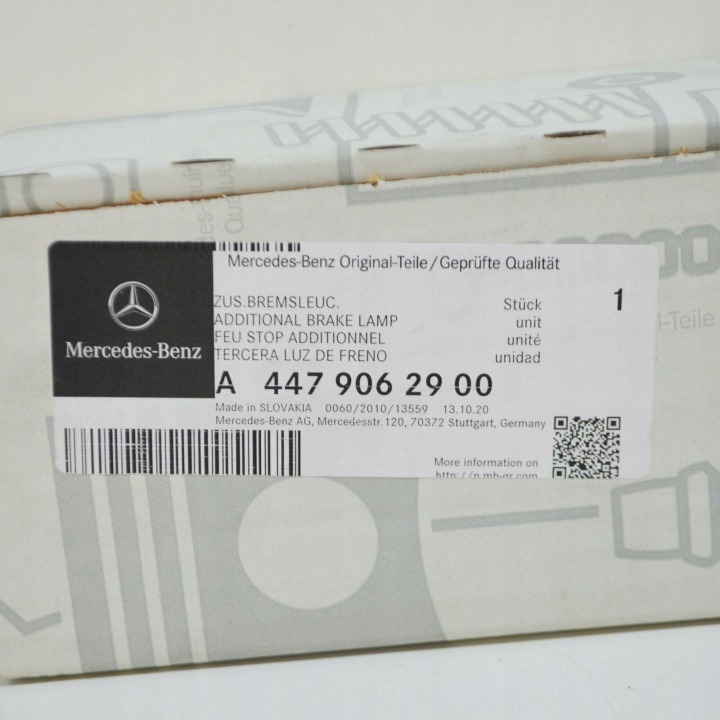 Mercedes-Benz Original-Teile/Geprüfte Qualität
Mercedes-Benz
ZUS.BREMSLEUC. Stück 1
ADDITIONAL BRAKE LAMP unit
FEU STOP ADDITIONNEL unité
TERCERA LUZ DE FRENO unidad
A 447 906 29 00
Made in SLOVAKIA 0060/2010/13559 13.10.20
Mercedes-Benz AG, Mercedesstr.120, 70372 Stuttgart, Germany
More information on
l-Teile